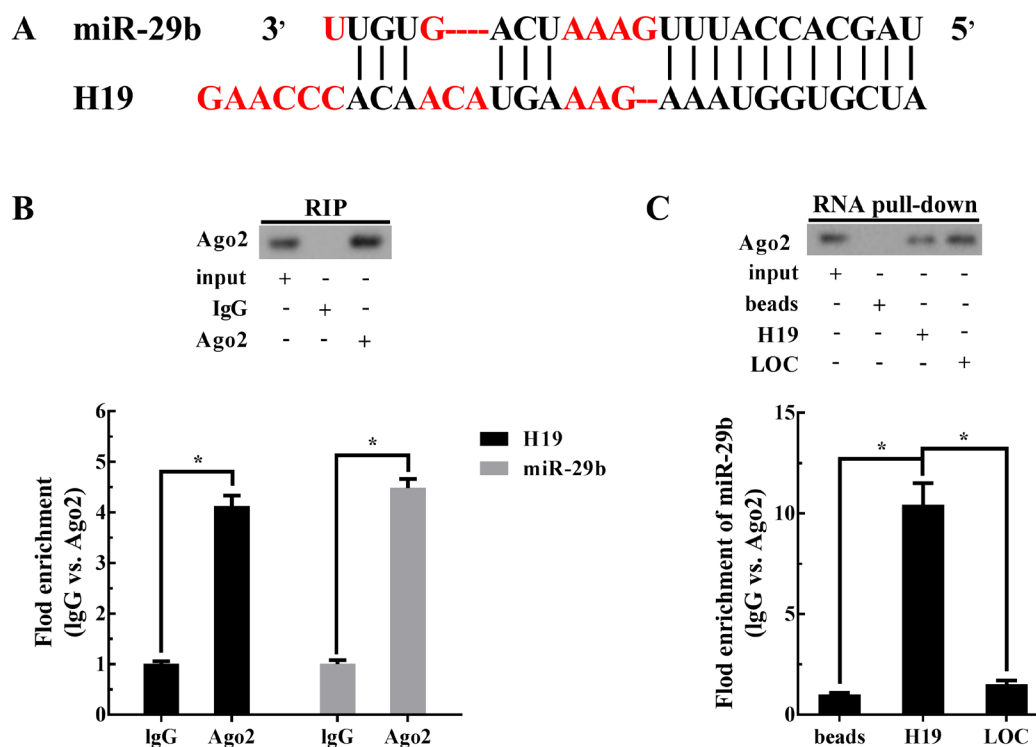 A miR-29b 3’ UUGUG----ACUAAAGUUUACCACGAU 5’
H19 GAACCCACAACAUGAAAG--AAAUGGUGCUA
B
RIP
Ago2
input + - -
IgG - + -
Ago2 - - +
Flod enrichment
(IgG vs. Ago2)
6
5
4
3
2
1
0
*
*
IgG Ago2 IgG Ago2
H19
miR-29b
C
RNA pull-down
Ago2
input + - - -
beads - + - -
H19 - - + -
LOC - - - +
Flod enrichment of miR-29b
(IgG vs. Ago2)
15
10
5
0
*
*
beads H19 LOC